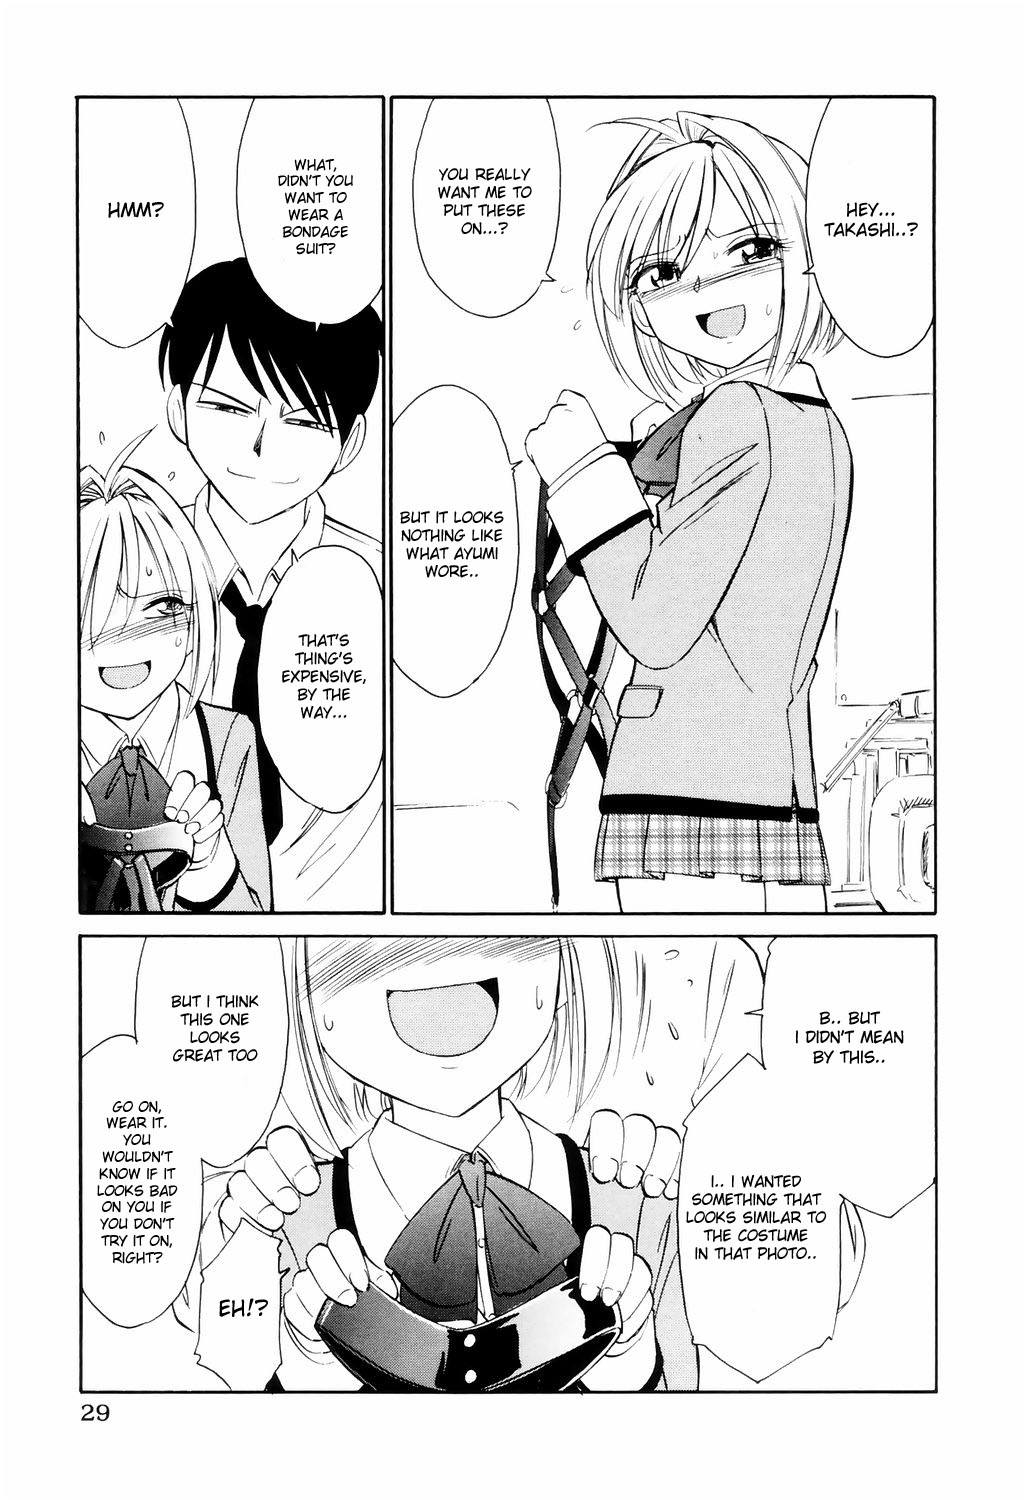 HEY...
TAKASHI..?
YOU REALLY
WANT ME TO
PUT THESE
ON....?
BUT IT LOOKS
NOTHING LIKE
WHAT AYUMI
WORE..
WHAT,
DIDN'T YOU
WANT TO
WEAR A
BONDAGE
SUIT?
HMM?
THAT'S
THING'S
EXPENSIVE,
BY THE
WAY...
B.. BUT
I DIDN'T MEAN
BY THIS..
I.. I WANTED
SOMETHING THAT
LOOKS SIMILAR TO
THE COSTUME
IN THAT PHOTO..
BUT I THINK
THIS ONE
LOOKS
GREAT TOO
GO ON,
WEAR IT.
YOU
WOULDN'T
KNOW IF IT
LOOKS BAD
ON YOU IF
YOU DON'T
TRY IT ON,
RIGHT?
EH!?
29